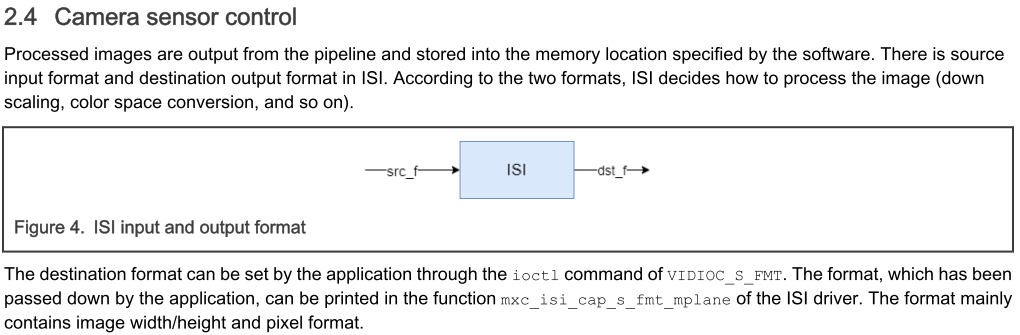 2.4 Camera sensor control
Processed images are output from the pipeline and stored into the memory location specified by the software. There is source
input format and destination output format in ISI. According to the two formats, ISI decides how to process the image (down
scaling, color space conversion, and so on).
src_f
ISI
dst_f
Figure 4. ISI input and output format
The destination format can be set by the application through the ioctl command of VIDIOC_S_FMT. The format, which has been
passed down by the application, can be printed in the function mxc_isi_cap_s_fmt_mplane of the ISI driver. The format mainly
contains image width/height and pixel format.